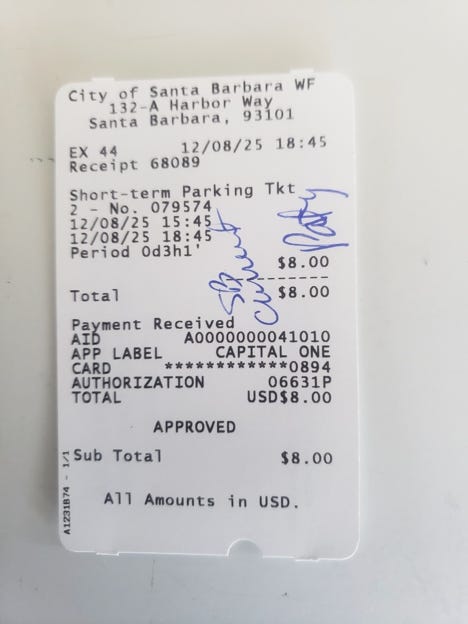 City of Santa Barbara WF
132-A Harbor Way
Santa Barbara, 93101
EX 44 12/08/25 18:45
Receipt 68089
Short-term Parking Tkt
2 - No. 079574
12/08/25 15:45
12/08/25 18:45
Period 0d3h1'
$8.00
Total $8.00
SB
Current
Payment Received
AID A0000000041010
APP LABEL CAPITAL ONE
CARD ************0894
AUTHORIZATION 06631P
TOTAL USD$8.00
APPROVED
Sub Total $8.00
All Amounts in USD.
A1231B74 - 1/1